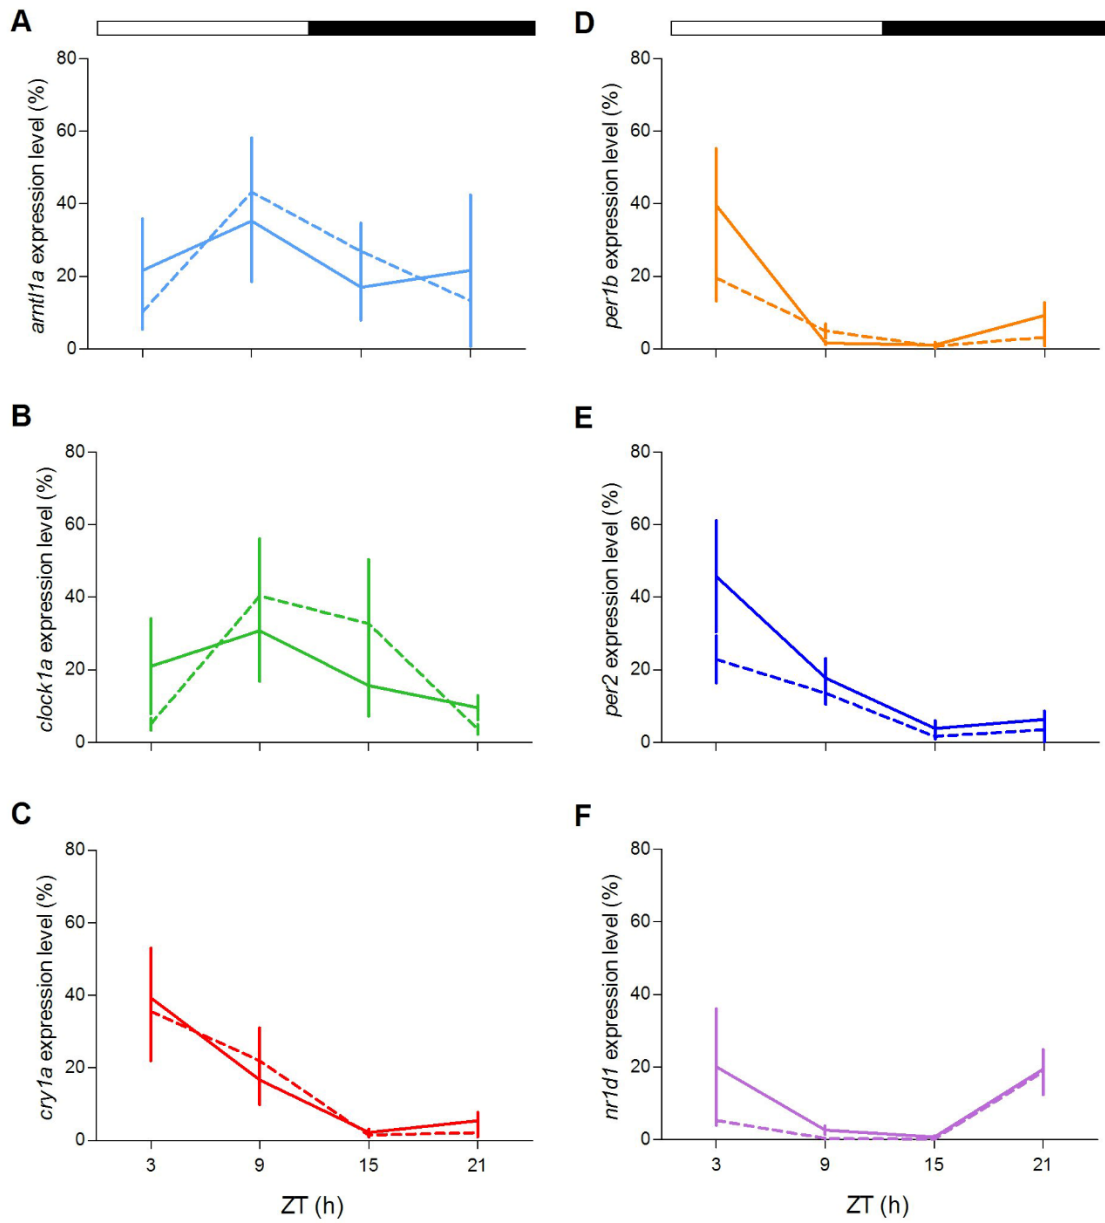 A
arntl1a expression level (%)
80
60
40
20
0
B
clock1a expression level (%)
80
60
40
20
0
C
cry1a expression level (%)
80
60
40
20
0
3 9 15 21
ZT (h)
D
per1b expression level (%)
80
60
40
20
0
E
per2 expression level (%)
80
60
40
20
0
F
nr1d1 expression level (%)
80
60
40
20
0
3 9 15 21
ZT (h)